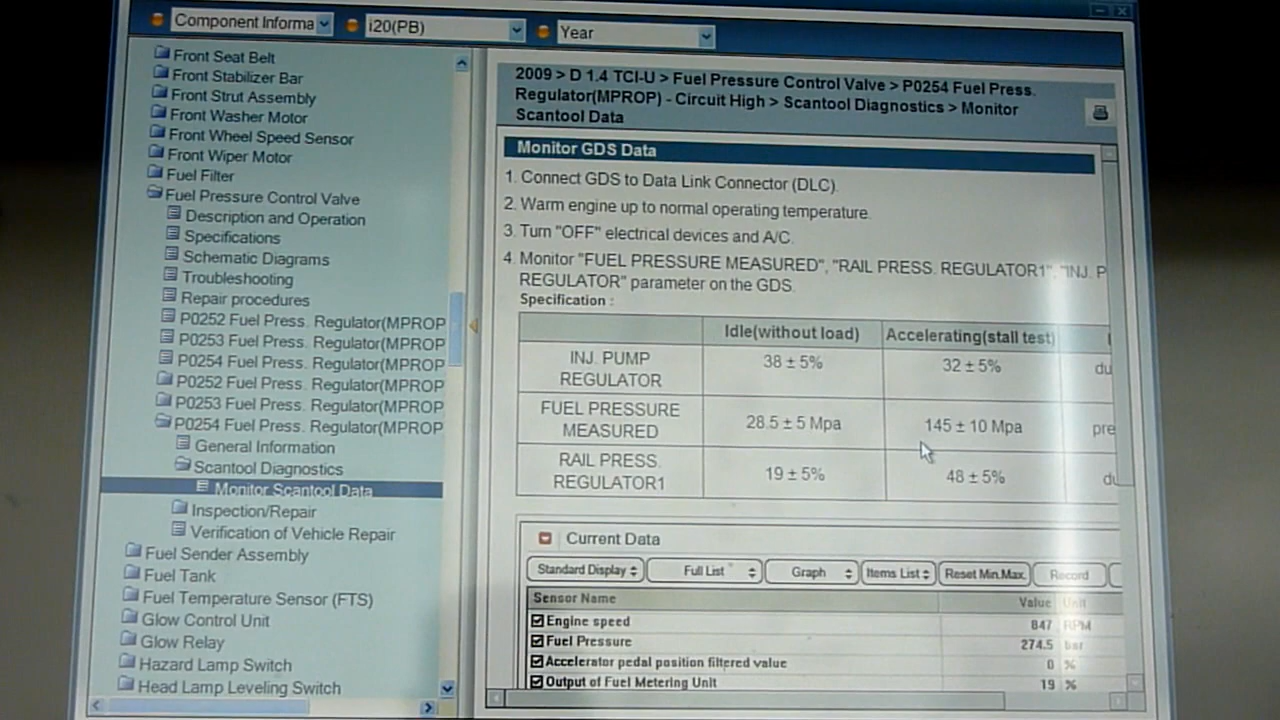 Component Informa
i20(PB)
Year
Front Seat Belt
Front Stabilizer Bar
Front Strut Assembly
Front Washer Motor
Front Wheel Speed Sensor
Front Wiper Motor
Fuel Filter
Fuel Pressure Control Valve
Description and Operation
Specifications
Schematic Diagrams
Troubleshooting
Repair procedures
P0252 Fuel Press. Regulator(MPROP
P0253 Fuel Press. Regulator(MPROP
P0254 Fuel Press. Regulator(MPROP
P0252 Fuel Press. Regulator(MPROP
P0253 Fuel Press. Regulator(MPROP
P0254 Fuel Press. Regulator(MPROP
General Information
Scantool Diagnostics
Monitor Scantool Data
Inspection/Repair
Verification of Vehicle Repair
Fuel Sender Assembly
Fuel Tank
Fuel Temperature Sensor (FTS)
Glow Control Unit
Glow Relay
Hazard Lamp Switch
Head Lamp Leveling Switch
2009 > D 1.4 TCI-U > Fuel Pressure Control Valve > P0254 Fuel Press.
Regulator(MPROP) - Circuit High > Scantool Diagnostics > Monitor
Scantool Data
Monitor GDS Data
1. Connect GDS to Data Link Connector (DLC).
2. Warm engine up to normal operating temperature.
3. Turn "OFF" electrical devices and A/C.
4. Monitor "FUEL PRESSURE MEASURED", "RAIL PRESS. REGULATOR1", "INJ. P
REGULATOR" parameter on the GDS.
Specification :
Idle(without load) Accelerating(stall test)
INJ. PUMP
REGULATOR 38 ± 5% 32 ± 5% du
FUEL PRESSURE
MEASURED 28.5 ± 5 Mpa 145 ± 10 Mpa pre
RAIL PRESS.
REGULATOR1 19 ± 5% 48 ± 5% du
Current Data
Standard Display Full List Graph Items List Reset Min.Max. Record
Sensor Name Value Unit
Engine speed 847 RPM
Fuel Pressure 274.5 bar
Accelerator pedal position filtered value 0 %
Output of Fuel Metering Unit 19 %